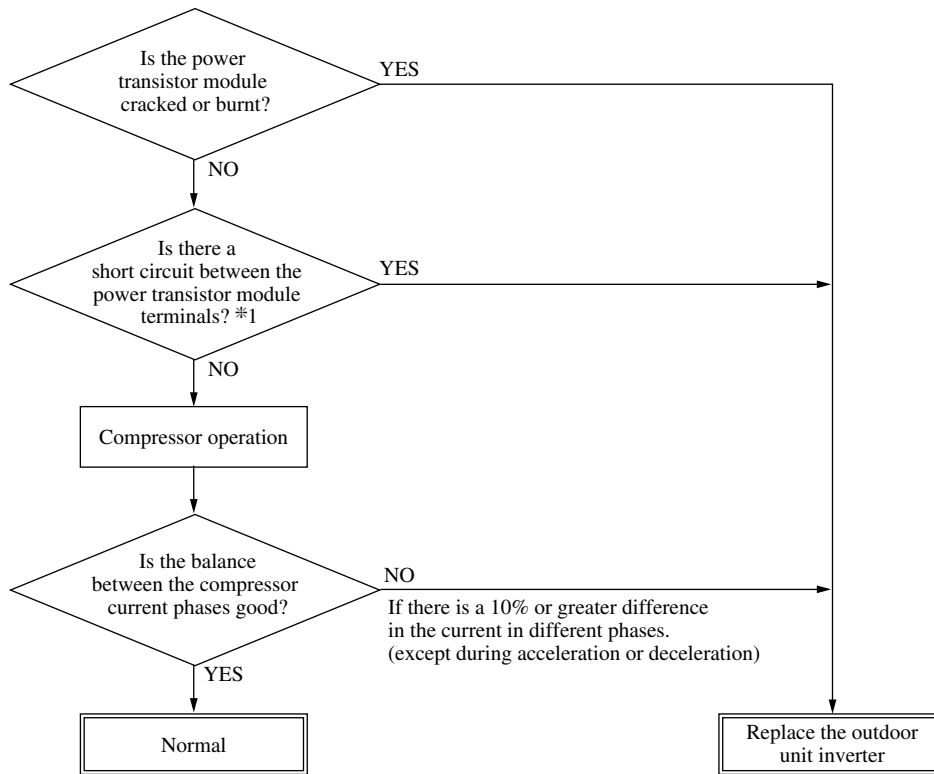 Is the power
transistor module
cracked or burnt?
YES
NO
Is there a
short circuit between the
power transistor module
terminals? *1
YES
NO
Compressor operation
Is the balance
between the compressor
current phases good?
NO
If there is a 10% or greater difference
in the current in different phases.
(except during acceleration or deceleration)
YES
Normal
Replace the outdoor
unit inverter